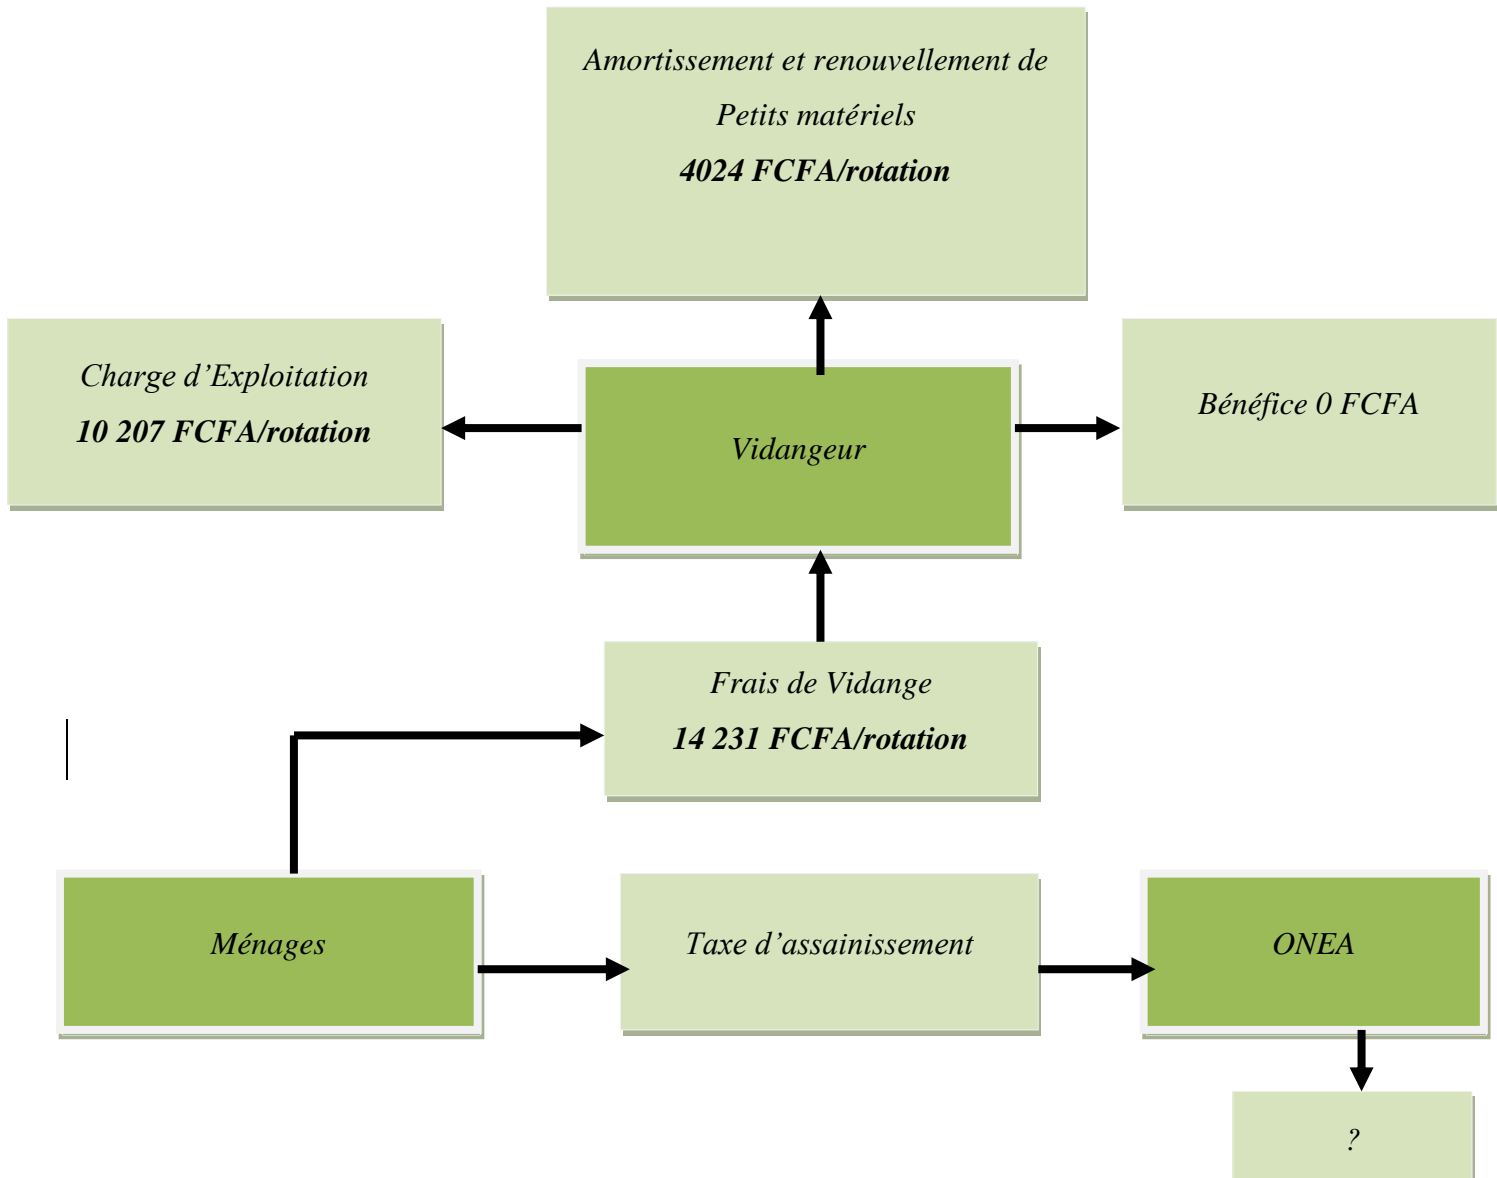 Amortissement et renouvellement de
Petits matériels
4024 FCFA/rotation
Charge d’Exploitation
10 207 FCFA/rotation
Vidangeur
Bénéfice 0 FCFA
Frais de Vidange
14 231 FCFA/rotation
Ménages
Taxe d’assainissement
ONEA
?